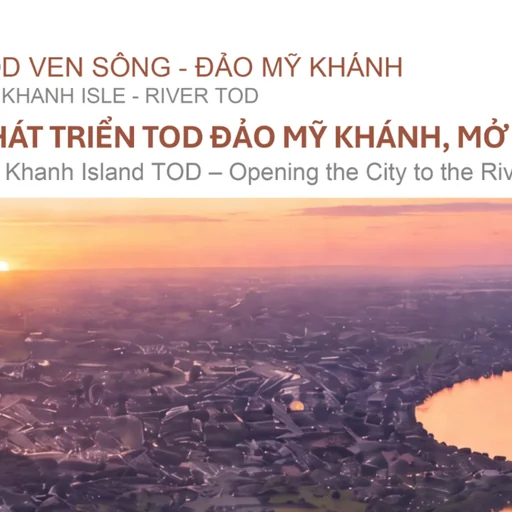 OD VEN SÔNG - ĐẢO MỸ KHÁNH
KHANH ISLE - RIVER TOD
HÁT TRIỂN TOD ĐẢO MỸ KHÁNH, MỞ
Khanh Island TOD – Opening the City to the Riv